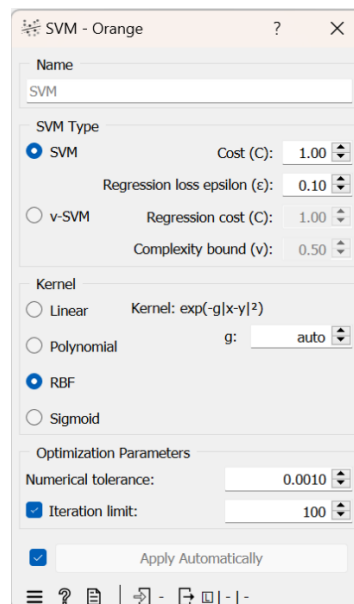 SVM - Orange ? ×
Name
SVM
SVM Type
SVM Cost (C): 1.00
Regression loss epsilon (ε): 0.10
v-SVM Regression cost (C): 1.00
Complexity bound (v): 0.50
Kernel
Linear Kernel: exp(-g|x-y|²)
g: auto
Polynomial
RBF
Sigmoid
Optimization Parameters
Numerical tolerance: 0.0010
Iteration limit: 100
Apply Automatically
? - L | - | -